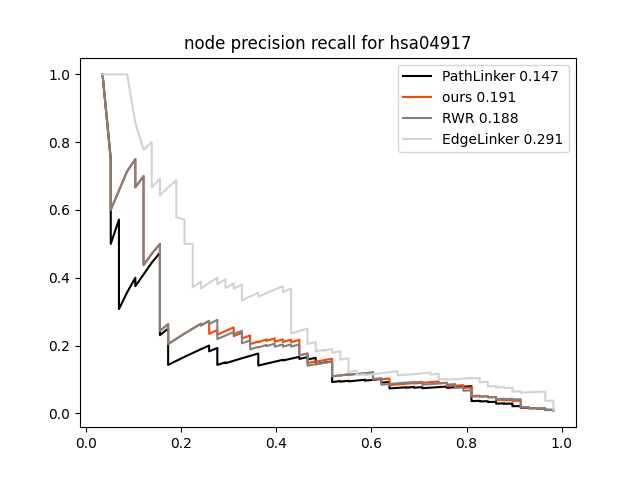 node precision recall for hsa04917
PathLinker 0.147
ours 0.191
RWR 0.188
EdgeLinker 0.291
1.0
0.8
0.6
0.4
0.2
0.0
0.0 0.2 0.4 0.6 0.8 1.0